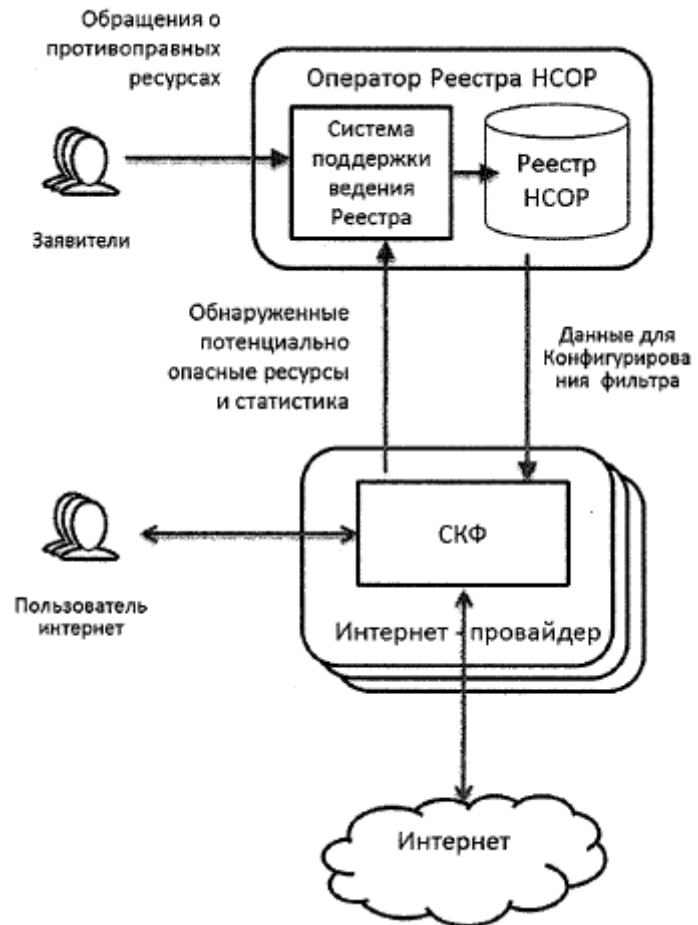 Обращения о
противоправных
ресурсах
Оператор Реестра НСОР
Система
поддержки
ведения
Реестра
Реестр
НСОР
Заявители
Обнаруженные
потенциально
опасные ресурсы
и статистика
Данные для
Конфигурирова
ния фильтра
СКФ
Пользователь
интернет
Интернет - провайдер
Интернет